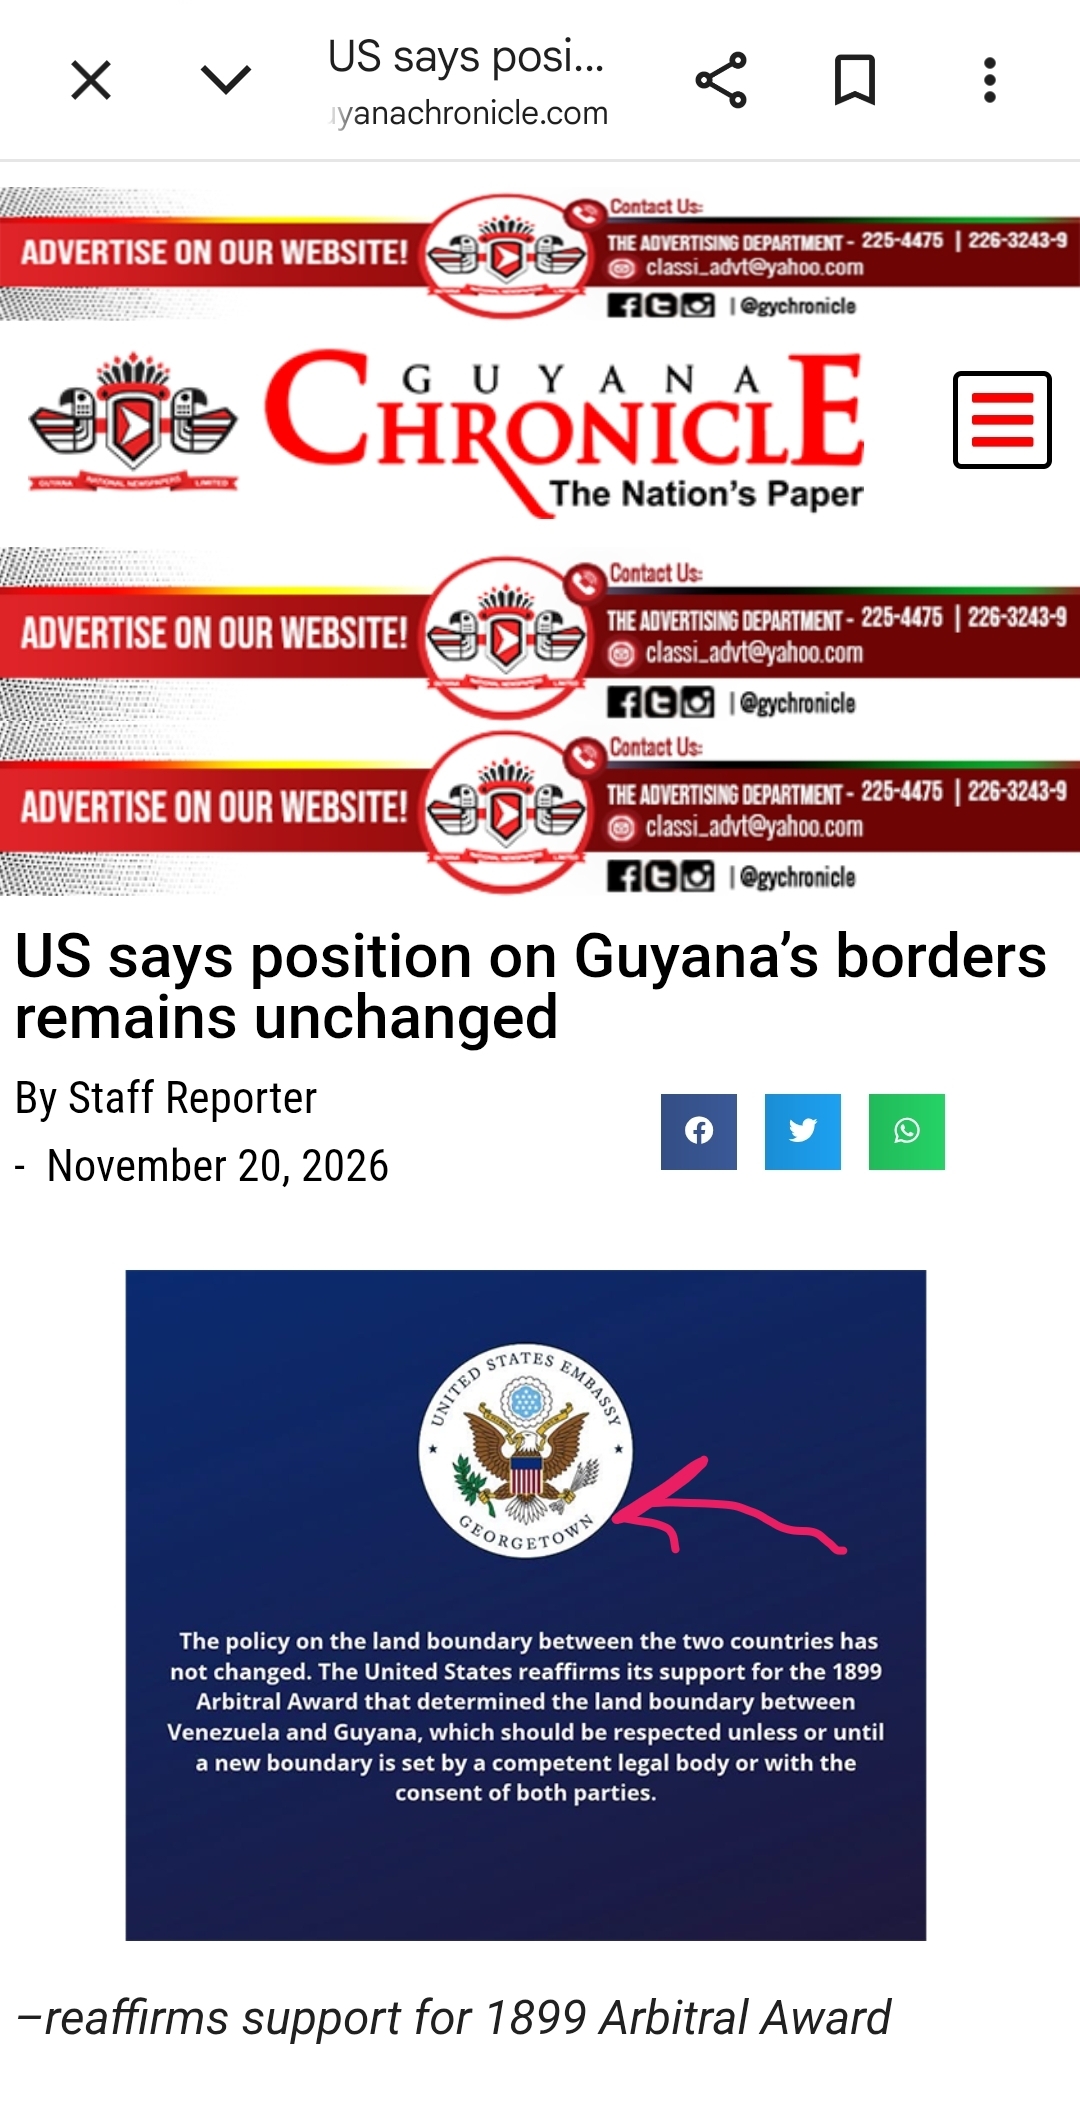 US says posi...
yanachronicle.com
ADVERTISE ON OUR WEBSITE!
Contact Us:
THE ADVERTISING DEPARTMENT - 225-4475 | 226-3243-9
classi_advt@yahoo.com
| @gychronicle
GUYANA
CHRONICLE
The Nation's Paper
GUYANA NATIONAL NEWSPAPERS LIMITED
ADVERTISE ON OUR WEBSITE!
Contact Us:
THE ADVERTISING DEPARTMENT - 225-4475 | 226-3243-9
classi_advt@yahoo.com
| @gychronicle
ADVERTISE ON OUR WEBSITE!
Contact Us:
THE ADVERTISING DEPARTMENT - 225-4475 | 226-3243-9
classi_advt@yahoo.com
| @gychronicle
US says position on Guyana’s borders
remains unchanged
By Staff Reporter
- November 20, 2026
UNITED STATES EMBASSY
GEORGETOWN
The policy on the land boundary between the two countries has
not changed. The United States reaffirms its support for the 1899
Arbitral Award that determined the land boundary between
Venezuela and Guyana, which should be respected unless or until
a new boundary is set by a competent legal body or with the
consent of both parties.
–reaffirms support for 1899 Arbitral Award